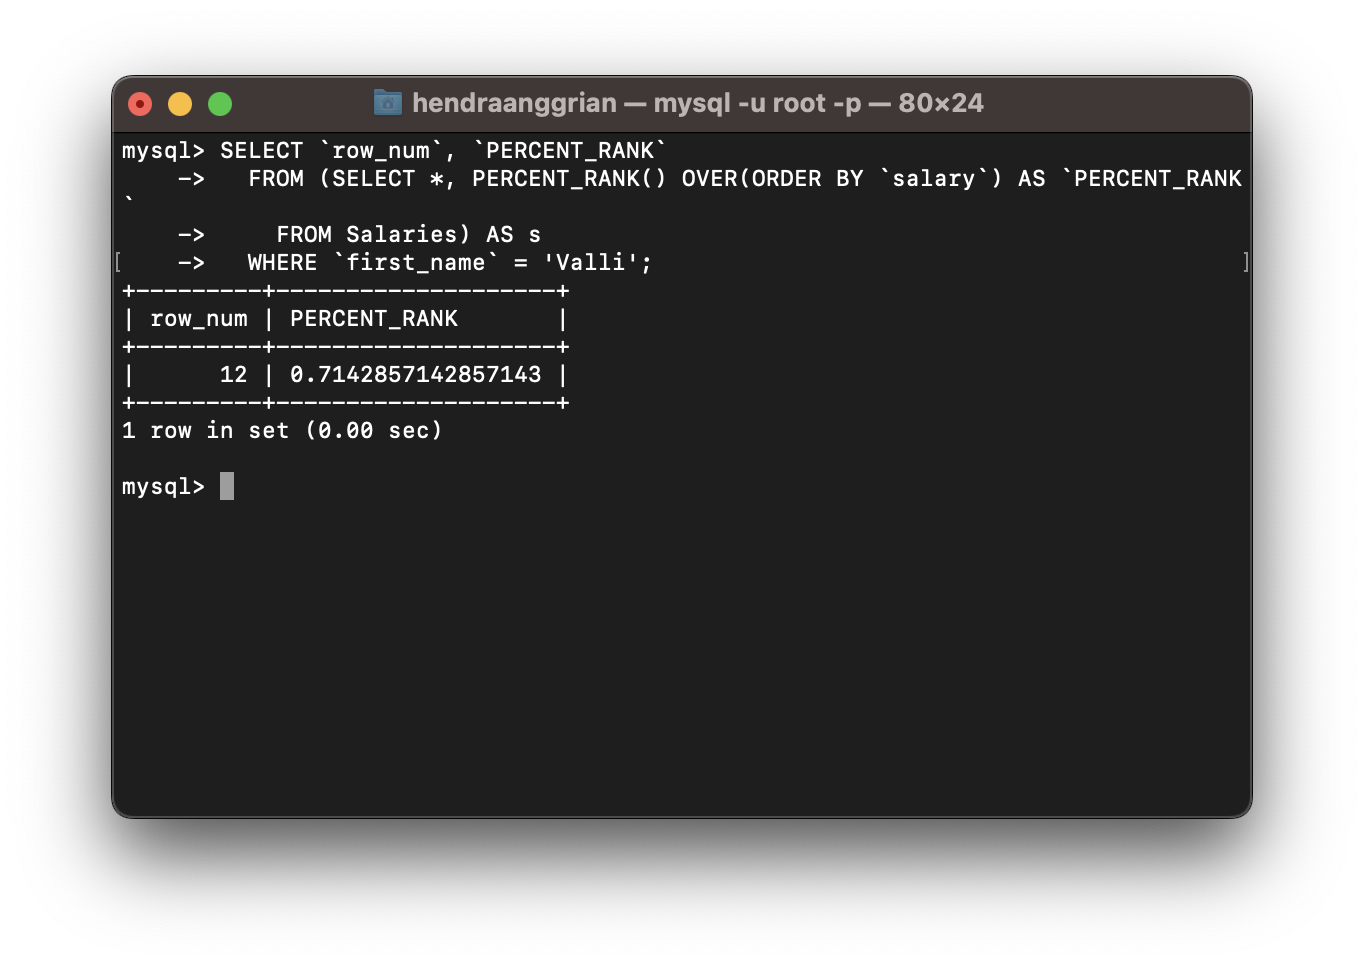 hendraanggrian — mysql -u root -p — 80×24
mysql> SELECT `row_num`, `PERCENT_RANK`
    ->   FROM (SELECT *, PERCENT_RANK() OVER(ORDER BY `salary`) AS `PERCENT_RANK
`
    ->     FROM Salaries) AS s
[    ->   WHERE `first_name` = 'Valli'; ]
+---------+--------------------+
| row_num | PERCENT_RANK       |
+---------+--------------------+
|      12 | 0.7142857142857143 |
+---------+--------------------+
1 row in set (0.00 sec)
mysql>